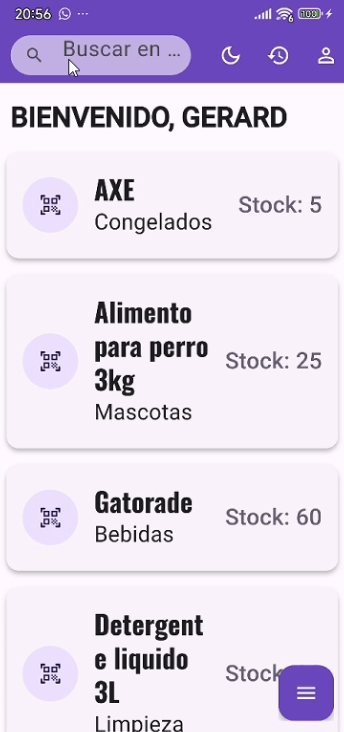 20:56
100
Buscar en ...
BIENVENIDO, GERARD
AXE
Congelados
Stock: 5
Alimento
para perro
3kg
Mascotas
Stock: 25
Gatorade
Bebidas
Stock: 60
Detergent
e liquido
3L
Limpieza
Stock